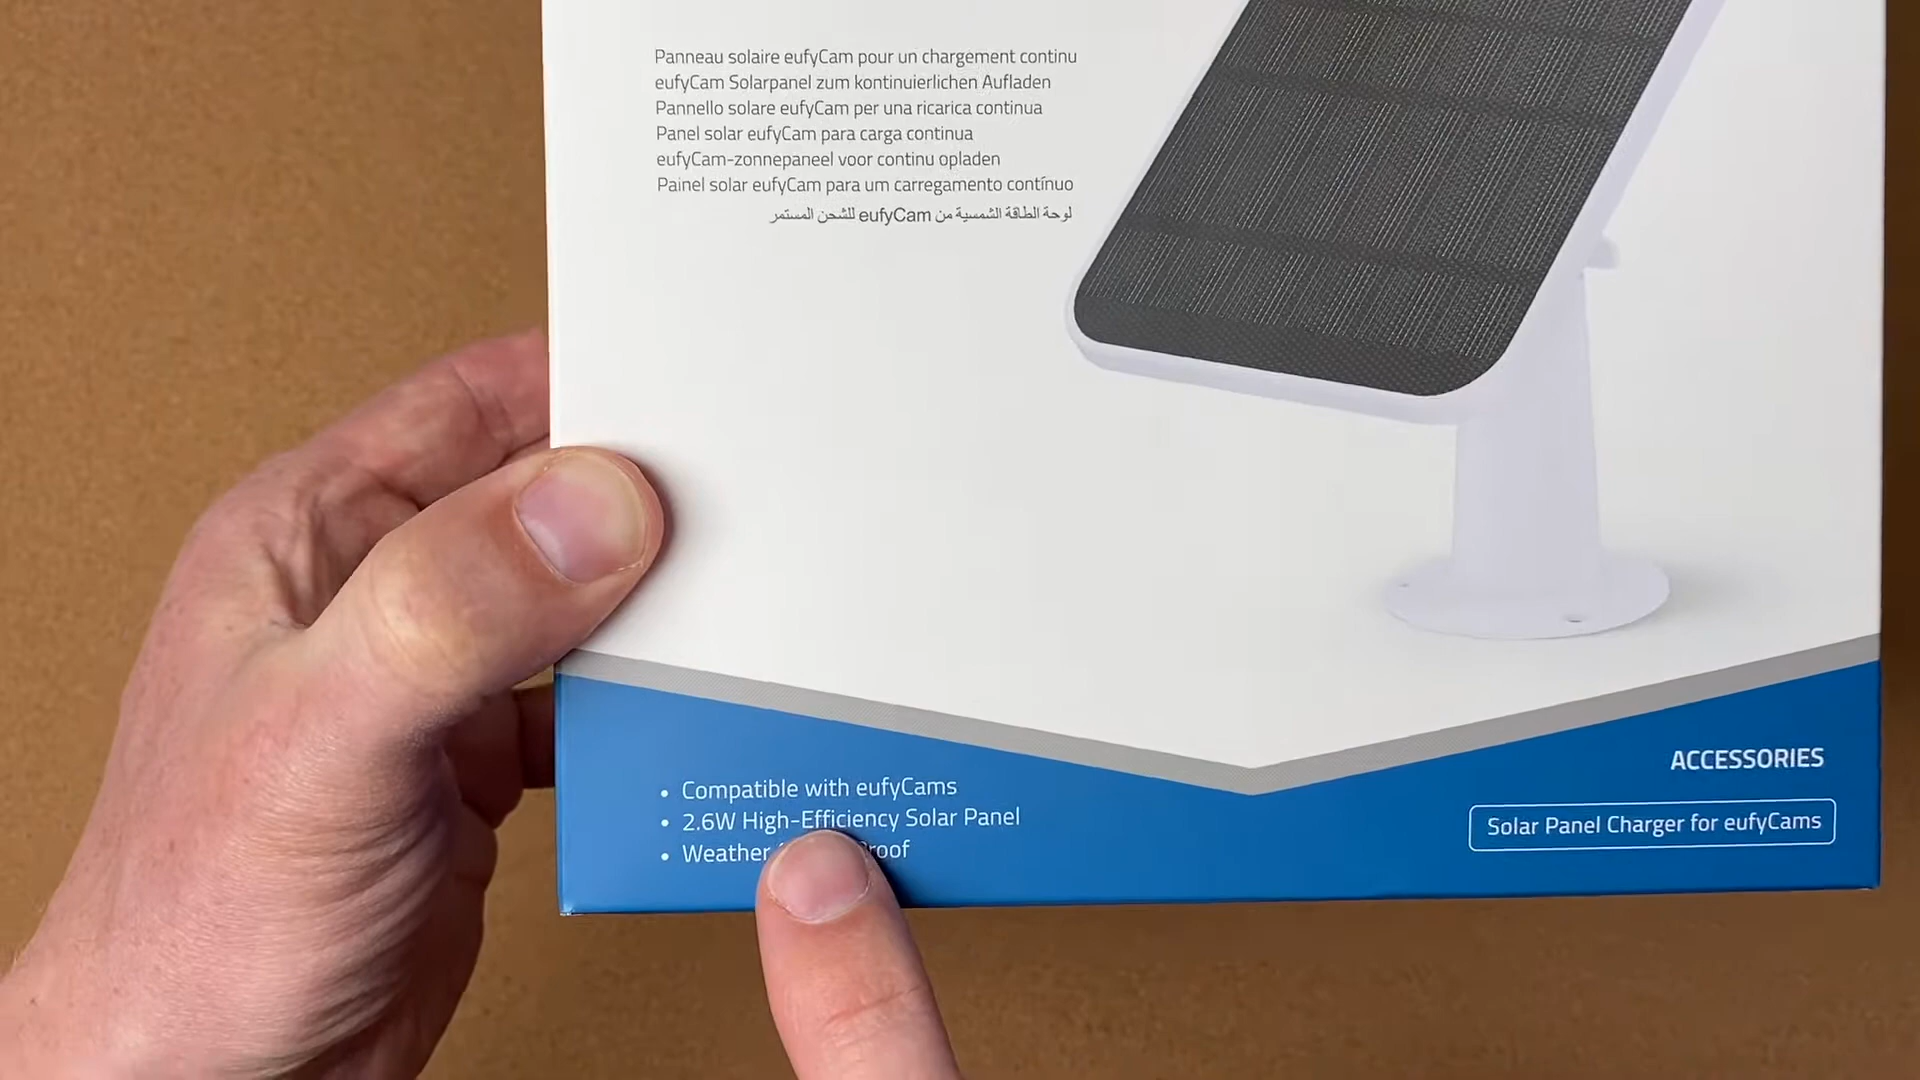 Panneau solaire eufyCam pour un chargement continu
eufyCam Solarpanel zum kontinuierlichen Aufladen
Pannello solare eufyCam per una ricarica continua
Panel solar eufyCam para carga continua
eufyCam-zonnepaneel voor continu opladen
Painel solar eufyCam para um carregamento contínuo
لوحة الطاقة الشمسية من eufyCam للشحن المستمر
• Compatible with eufyCams
• 2.6W High-Efficiency Solar Panel
• Weather
ACCESSORIES
Solar Panel Charger for eufyCams